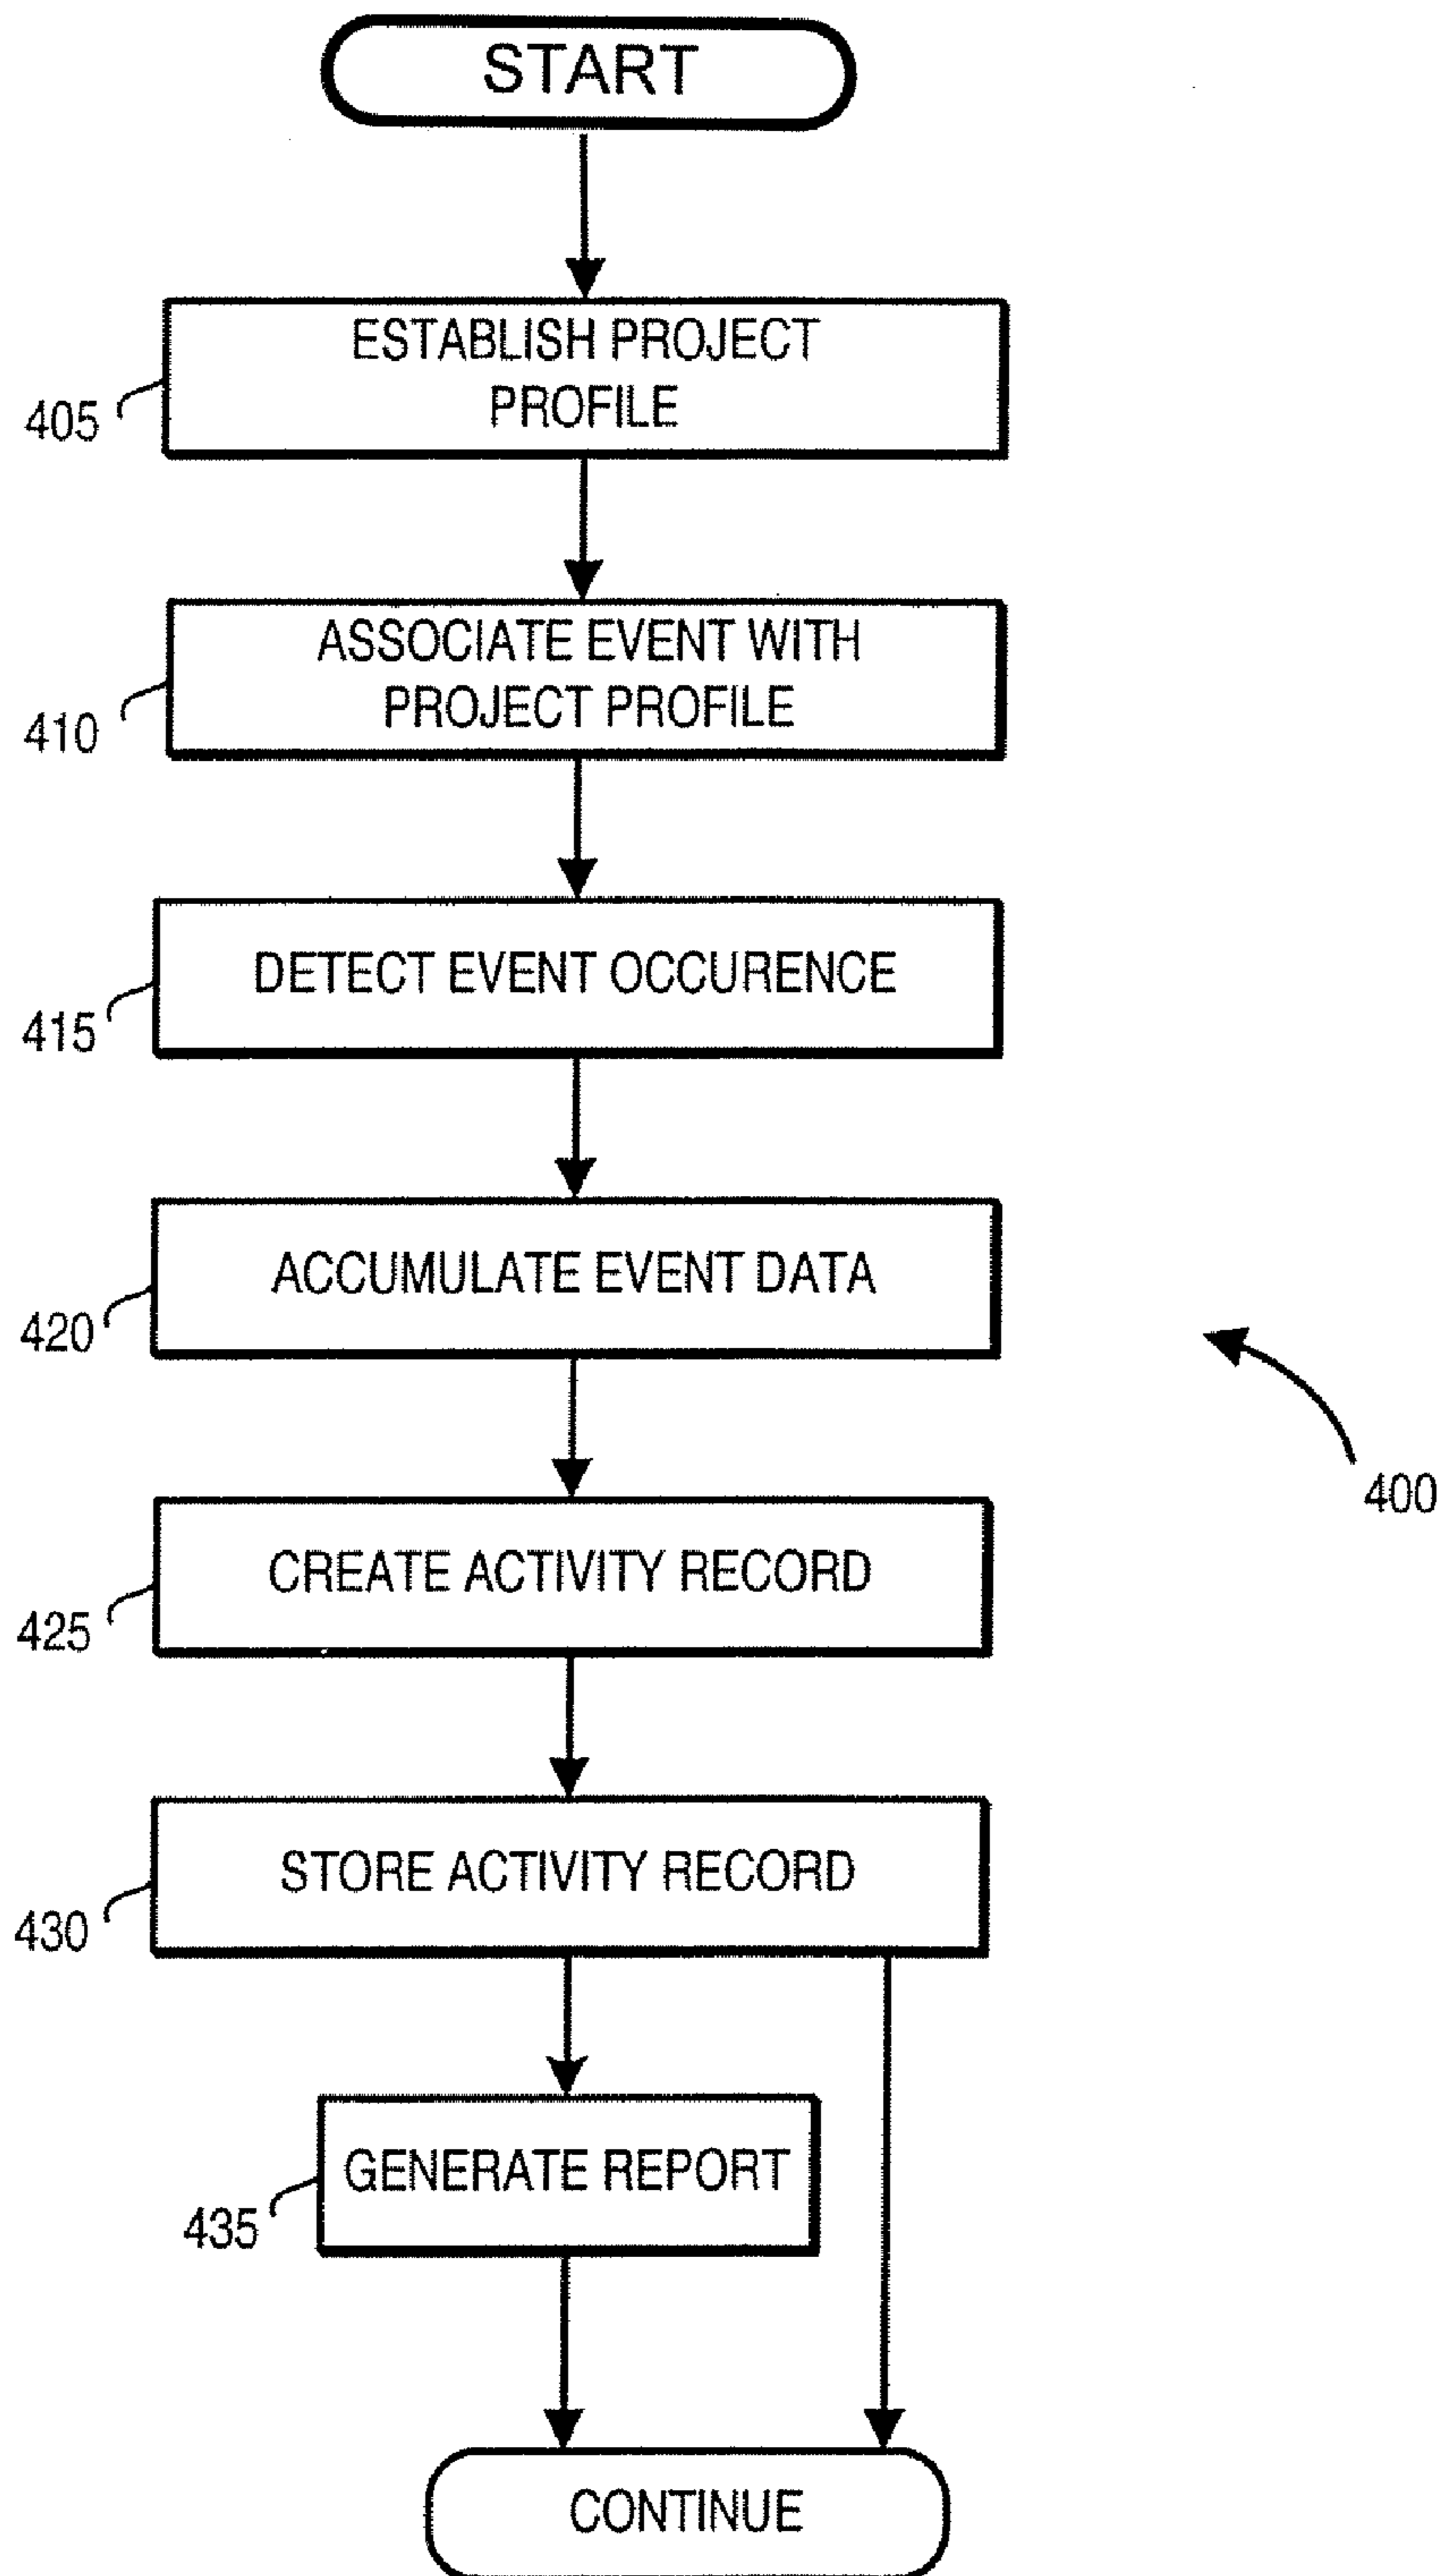 START
ESTABLISH PROJECT
PROFILE
405
ASSOCIATE EVENT WITH
PROJECT PROFILE
410
DETECT EVENT OCCURENCE
415
ACCUMULATE EVENT DATA
420
400
CREATE ACTIVITY RECORD
425
STORE ACTIVITY RECORD
430
GENERATE REPORT
435
CONTINUE